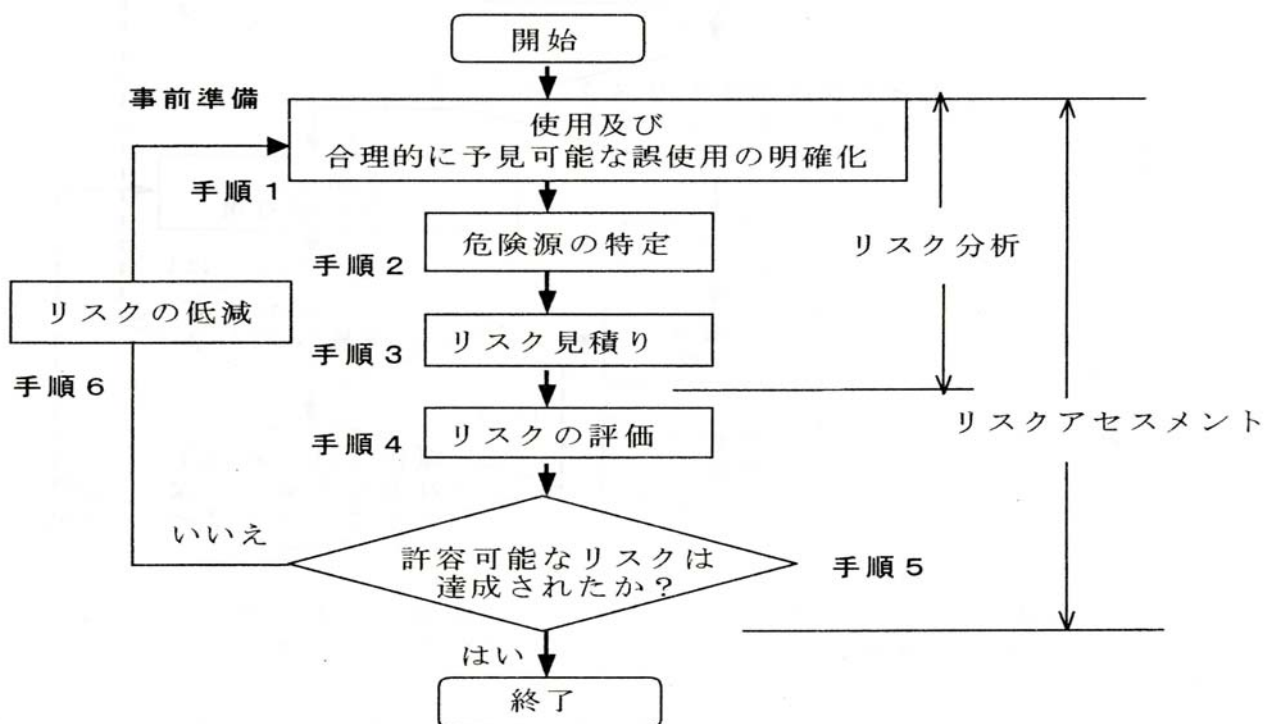 開始
事前準備
使用及び
合理的に予見可能な誤使用の明確化
手順1
危険源の特定
リスク分析
手順2
リスクの低減
リスク見積り
手順3
手順6
リスクの評価
リスクアセスメント
手順4
いいえ
許容可能なリスクは
達成されたか?
手順5
はい
終了